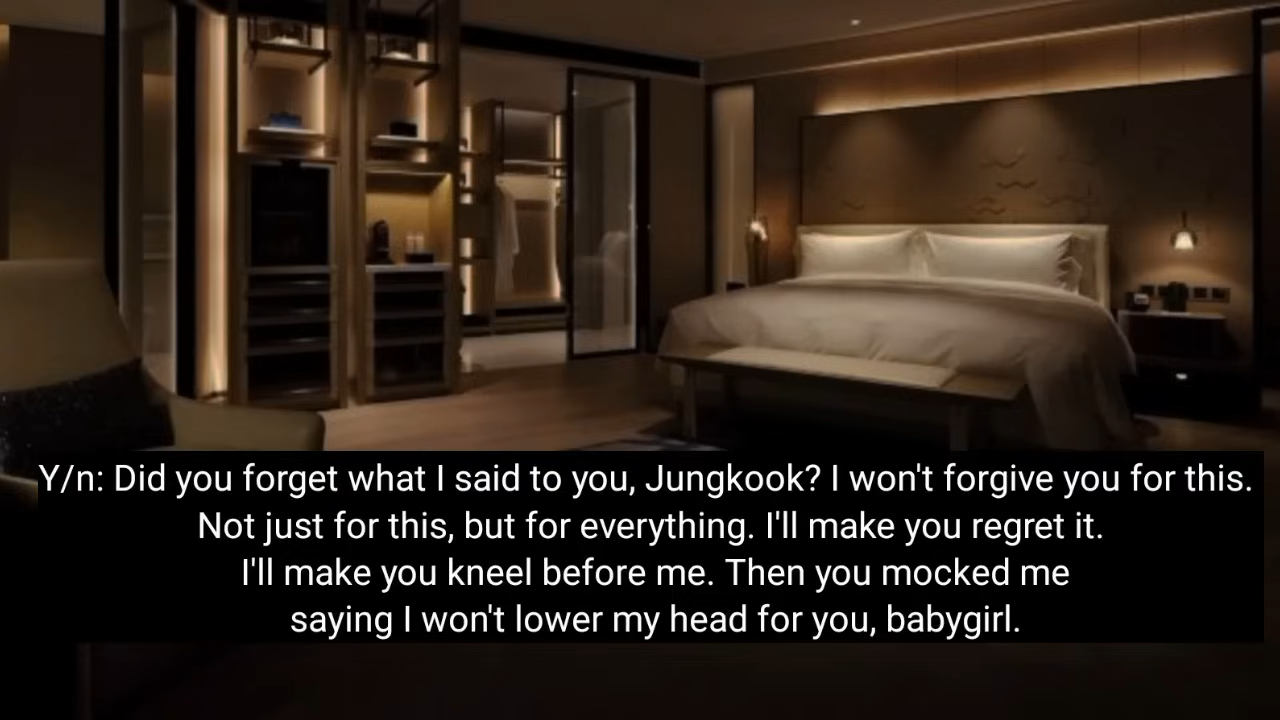 Y/n: Did you forget what I said to you, Jungkook? I won't forgive you for this.
Not just for this, but for everything. I'll make you regret it.
I'll make you kneel before me. Then you mocked me
saying I won't lower my head for you, babygirl.